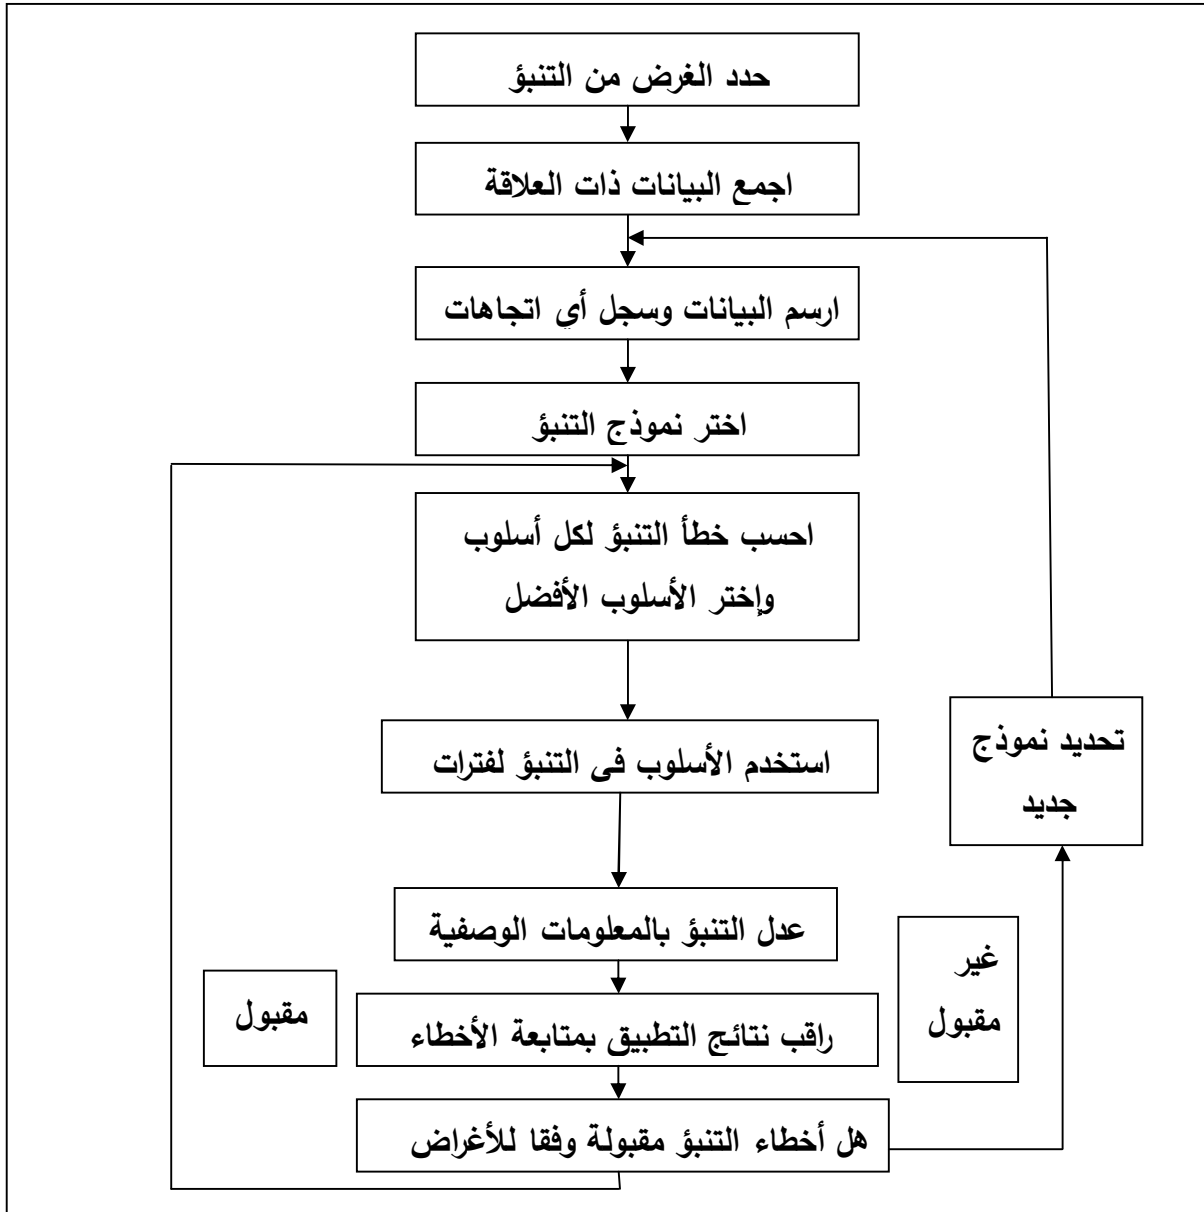 حدد الغرض من التنبؤ
اجمع البيانات ذات العلاقة
ارسم البيانات وسجل أي اتجاهات
اختر نموذج التنبؤ
احسب خطأ التنبؤ لكل أسلوب
وإختر الأسلوب الأفضل
تحديد نموذج
جديد
استخدم الأسلوب فى التنبؤ لفترات
عدل التنبؤ بالمعلومات الوصفية
غير
مقبول
مقبول
راقب نتائج التطبيق بمتابعة الأخطاء
هل أخطاء التنبؤ مقبولة وفقا للأغراض